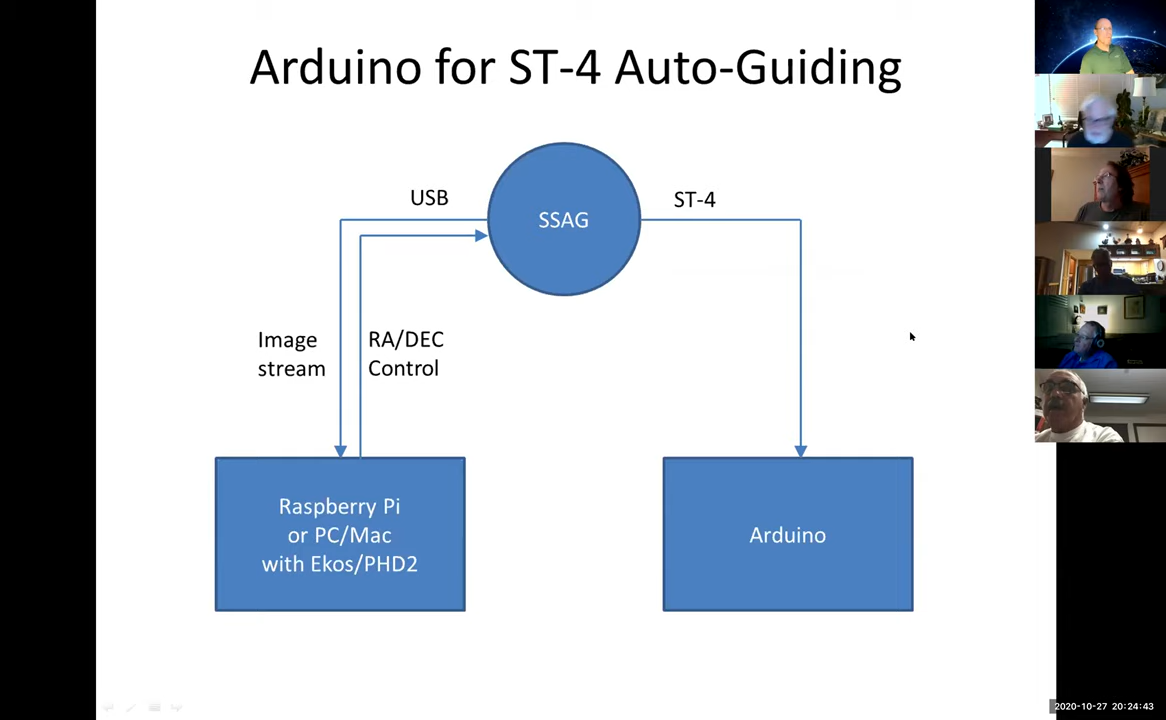 Arduino for ST-4 Auto-Guiding
USB
SSAG
ST-4
Image
stream
RA/DEC
Control
Raspberry Pi
or PC/Mac
with Ekos/PHD2
Arduino
2020-10-27 20:24:43